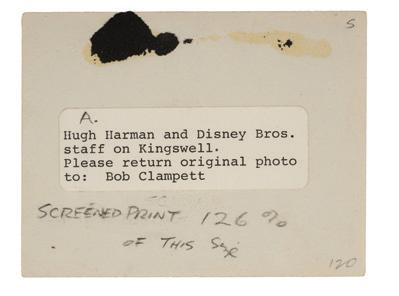 S
A.
Hugh Harman and Disney Bros.
staff on Kingswell.
Please return original photo
to: Bob Clampett
SCREENED PRINT 126%
OF THIS Size
120